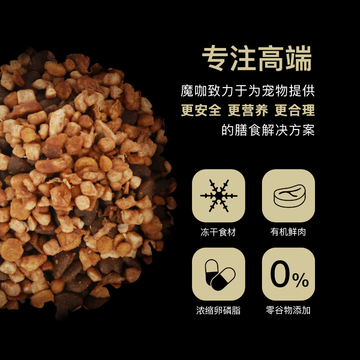 专注高端
魔咖致力于为宠物提供
更安全 更营养 更合理
的膳食解决方案
冻干食材
有机鲜肉
浓缩卵磷脂
0%
零谷物添加